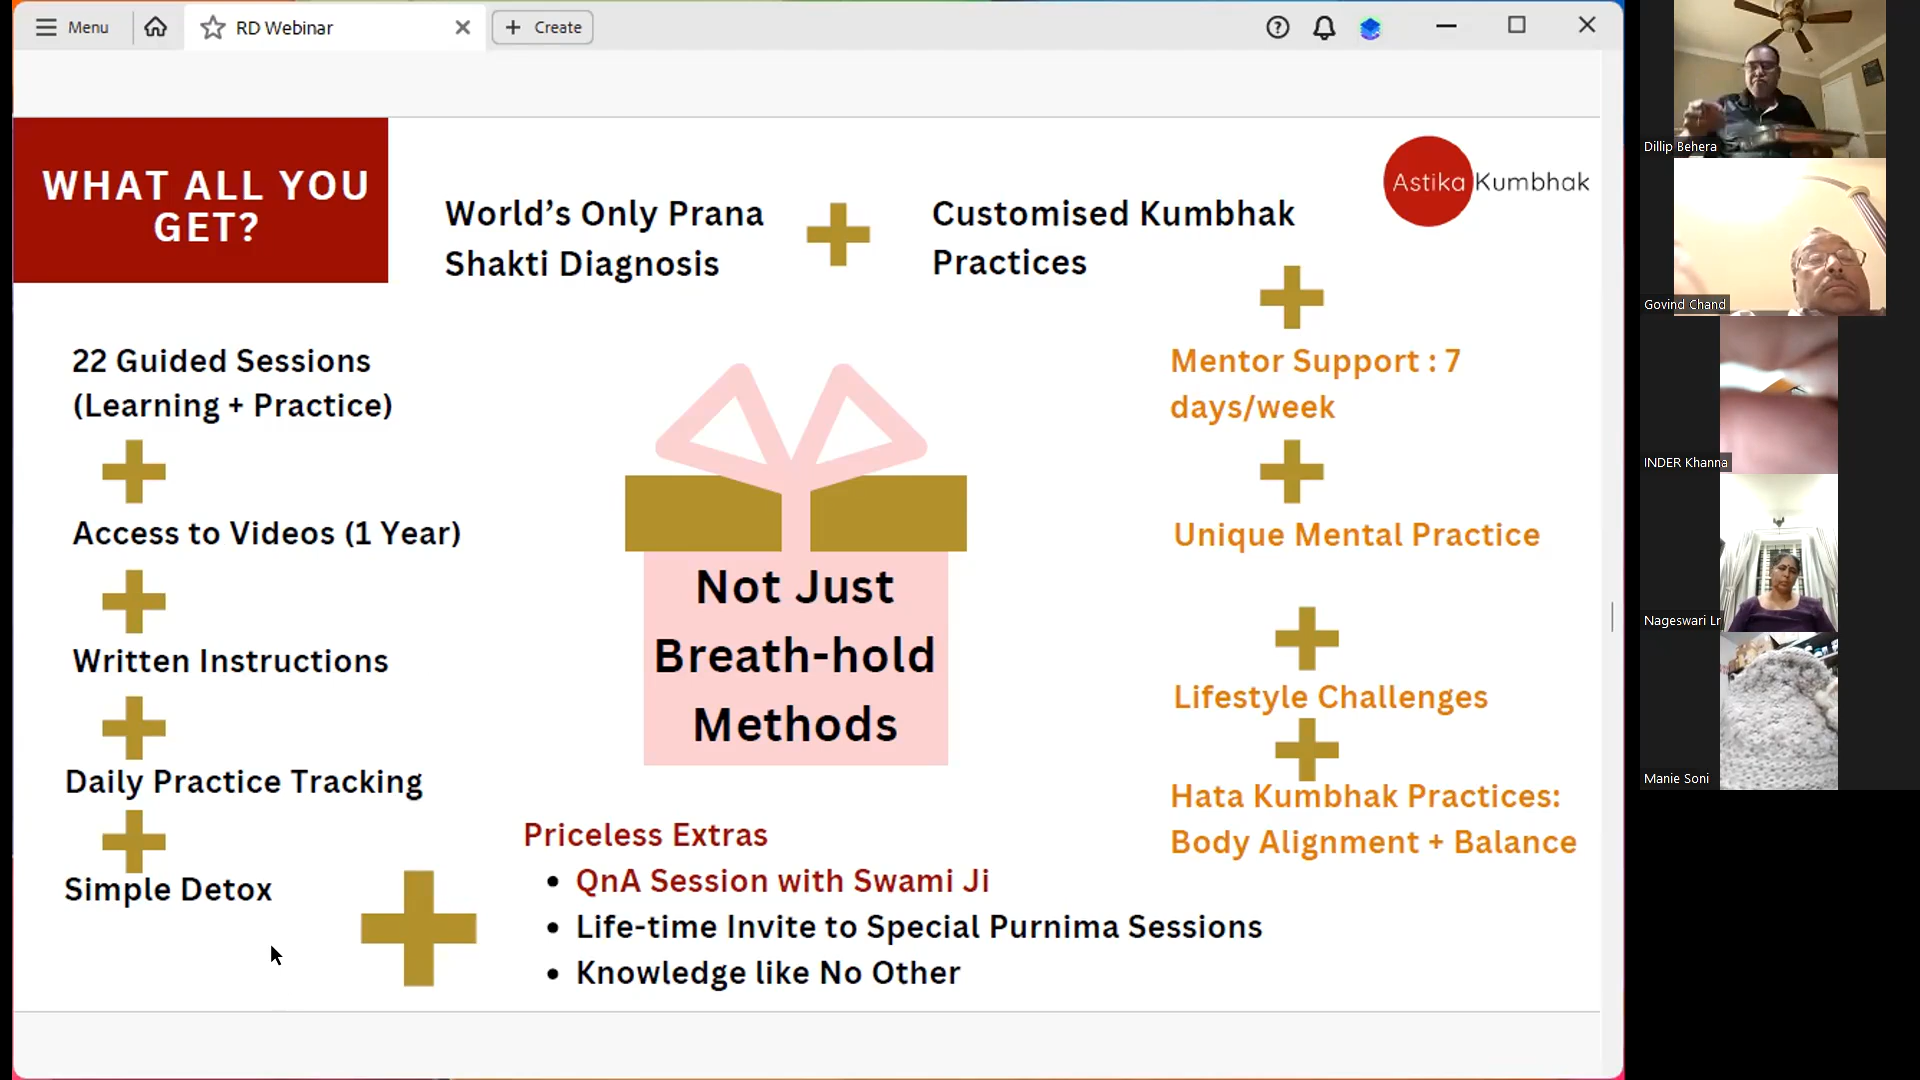 Menu
RD Webinar
Create
WHAT ALL YOU
GET?
World's Only Prana
Shakti Diagnosis
Customised Kumbhak
Practices
Astika Kumbhak
22 Guided Sessions
(Learning + Practice)
Access to Videos (1 Year)
Written Instructions
Daily Practice Tracking
Simple Detox
Not Just
Breath-hold
Methods
Mentor Support : 7
days/week
Unique Mental Practice
Lifestyle Challenges
Hata Kumbhak Practices:
Body Alignment + Balance
Priceless Extras
• QnA Session with Swami Ji
• Life-time Invite to Special Purnima Sessions
• Knowledge like No Other
Dillip Behera
Govind Chand
INDER Khanna
Nageswari Lr
Manie Soni